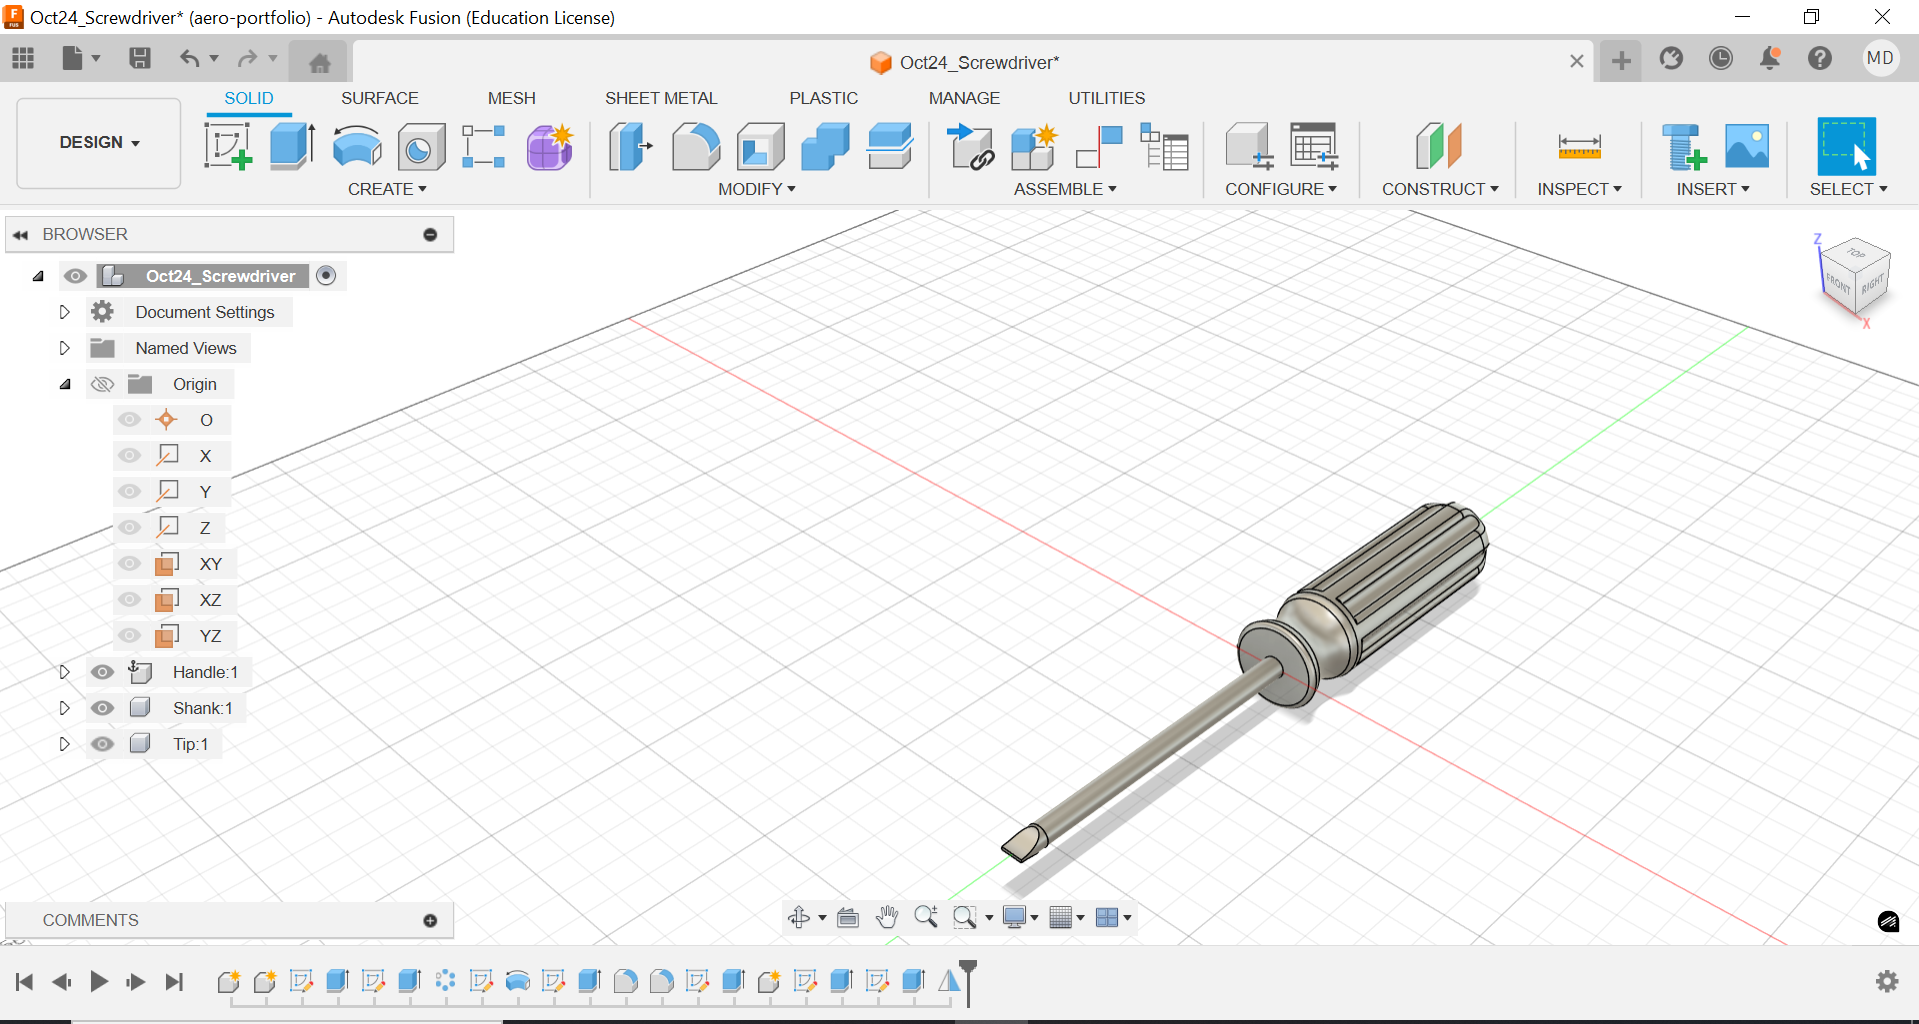 Oct24_Screwdriver* (aero-portfolio) - Autodesk Fusion (Education License)
Oct24_Screwdriver*
MD
DESIGN
SOLID SURFACE MESH SHEET METAL PLASTIC MANAGE UTILITIES
CREATE MODIFY ASSEMBLE CONFIGURE CONSTRUCT INSPECT INSERT SELECT
BROWSER
Oct24_Screwdriver
Document Settings
Named Views
Origin
O
X
Y
Z
XY
XZ
YZ
Handle:1
Shank:1
Tip:1
Z
TOP
FRONT RIGHT
X
COMMENTS